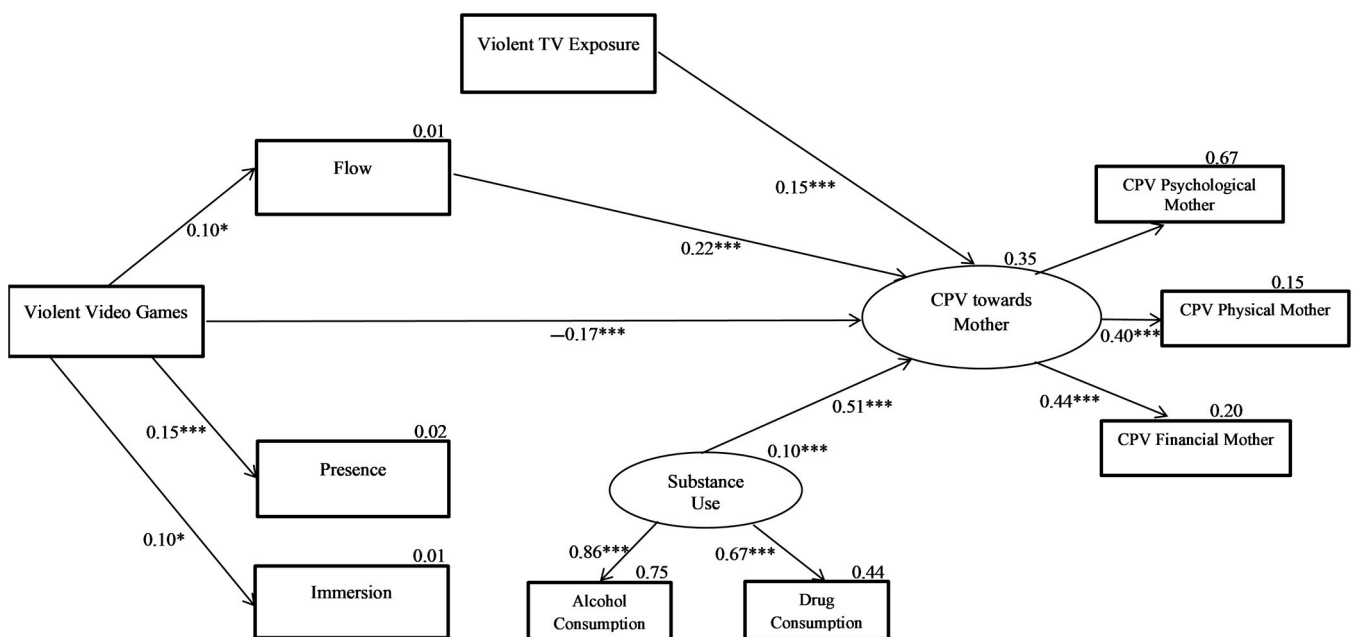 Violent TV Exposure
0.01
Flow
0.15***
0.67
CPV Psychological
Mother
0.10*
0.22***
0.35
CPV towards
Mother
0.15
CPV Physical Mother
0.40***
Violent Video Games
—0.17***
0.44***
0.20
CPV Financial Mother
0.51***
0.15***
0.02
Presence
0.10***
Substance
Use
0.10*
0.01
Immersion
0.86***
0.67***
0.75
Alcohol
Consumption
0.44
Drug
Consumption